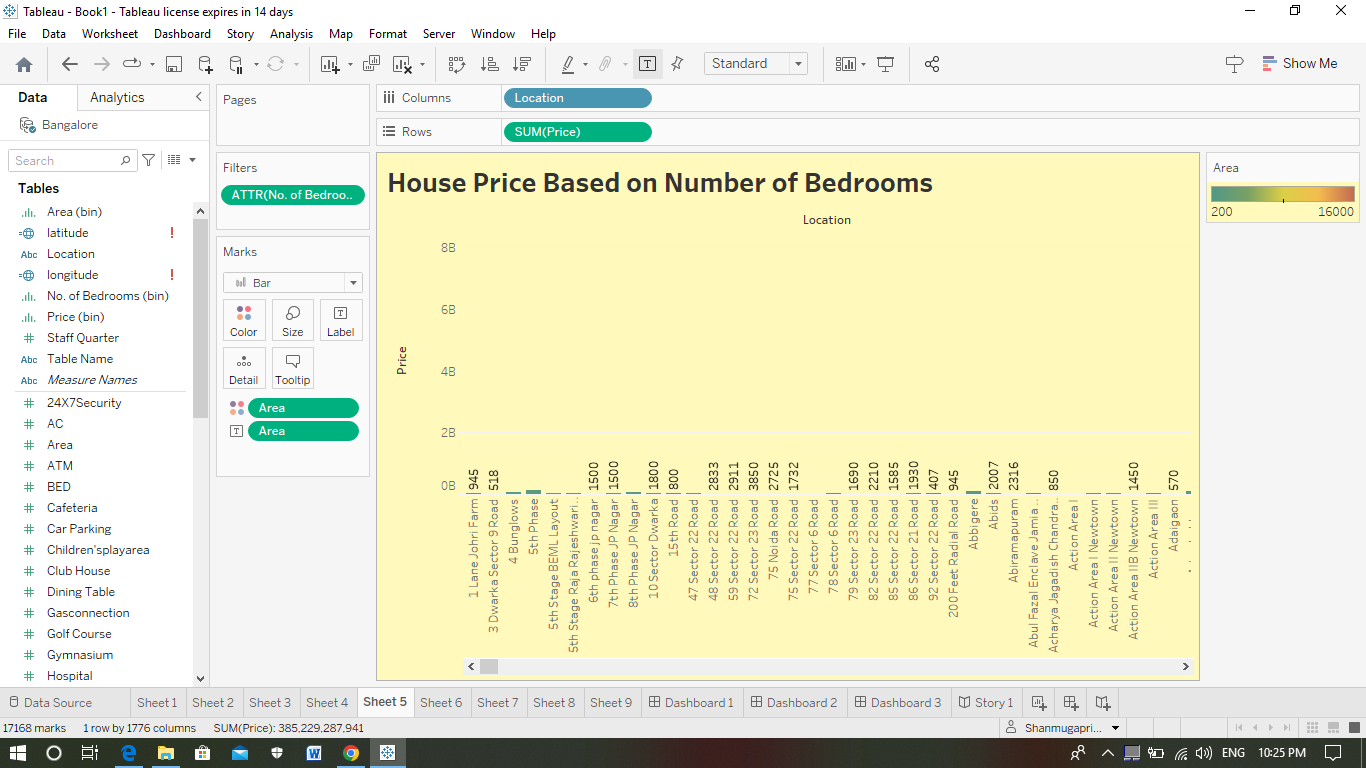 Tableau - Book1 - Tableau license expires in 14 days
File Data Worksheet Dashboard Story Analysis Map Format Server Window Help
Standard
Show Me
Data Analytics
Bangalore
Search
Tables
Area (bin)
latitude
Location
longitude
No. of Bedrooms (bin)
Price (bin)
Staff Quarter
Abc Table Name
Abc Measure Names
24X7Security
AC
Area
ATM
BED
Cafeteria
Car Parking
Children'splayarea
Club House
Dining Table
Gasconnection
Golf Course
Gymnasium
Hospital
Pages
Filters
ATTR(No. of Bedroo..
Marks
Bar
Color Size Label
Detail Tooltip
Area
Area
Columns Location
Rows SUM(Price)
House Price Based on Number of Bedrooms
Location
Price
8B
6B
4B
2B
0B
945 518 1500 1500 1800 800 2833 2911 3850 2725 1732 1690 2210 1585 1930 407 945 2007 2316 850 1450 570
1 Lane Johri Farm
3 Dwarka Sector 9 Road
4 Bunglows
5th Phase
5th Stage BEML Layout
5th Stage Raja Rajeshwari..
6th phase jp nagar
7th Phase JP Nagar
8th Phase JP Nagar
10 Sector Dwarka
15th Road
47 Sector 22 Road
48 Sector 22 Road
59 Sector 22 Road
72 Sector 23 Road
75 Noida Road
75 Sector 22 Road
77 Sector 6 Road
78 Sector 6 Road
79 Sector 23 Road
82 Sector 22 Road
85 Sector 22 Road
86 Sector 21 Road
92 Sector 22 Road
200 Feet Radial Road
Abbigere
Abids
Abiramapuram
Abul Fazal Enclave Jamia..
Acharya Jagadish Chandra..
Action Area I
Action Area I Newtown
Action Area II Newtown
Action Area IIB Newtown
Action Area III
Adaigaon
Area
200 16000
Data Source Sheet 1 Sheet 2 Sheet 3 Sheet 4 Sheet 5 Sheet 6 Sheet 7 Sheet 8 Sheet 9 Dashboard 1 Dashboard 2 Dashboard 3 Story 1
17168 marks 1 row by 1776 columns SUM(Price): 385,229,287,941 Shanmugapri...
ENG 10:25 PM